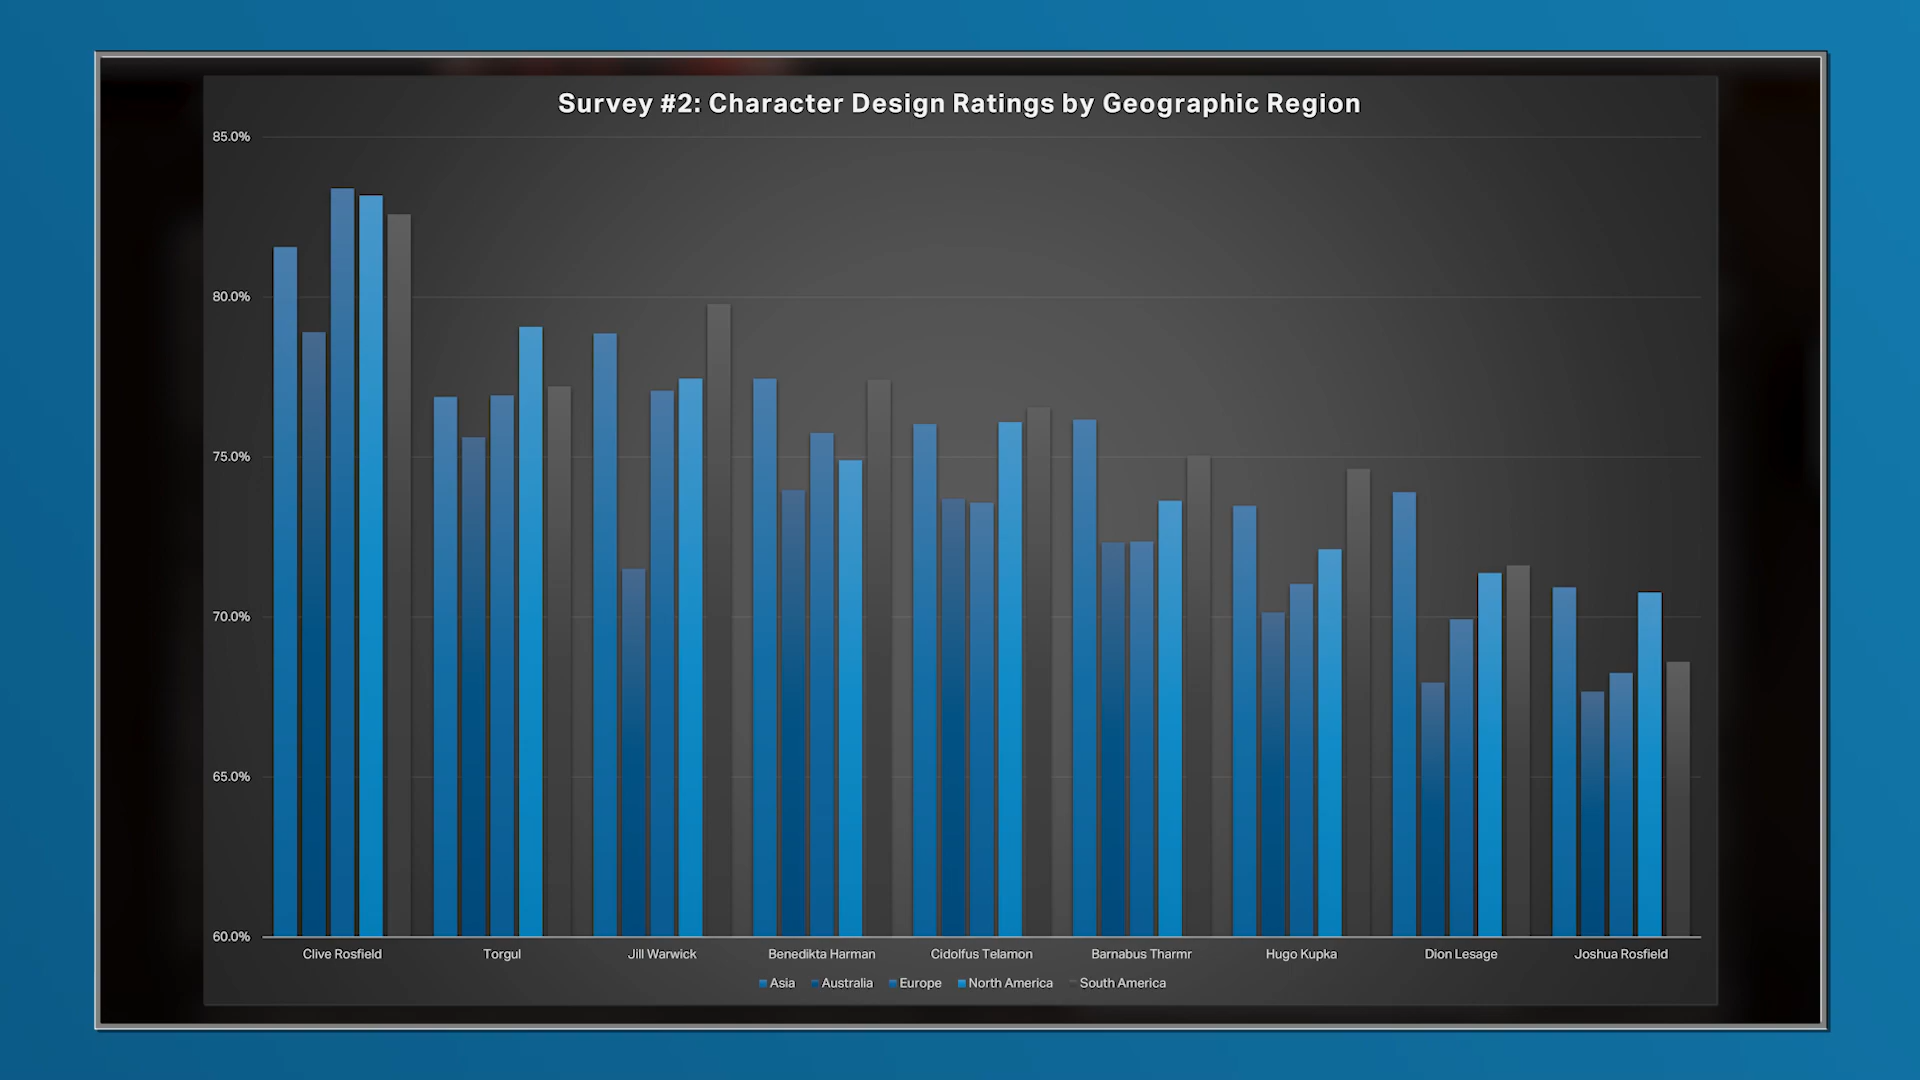 Survey #2: Character Design Ratings by Geographic Region
85.0%
80.0%
75.0%
70.0%
65.0%
60.0%
Clive Rosfield Torgul Jill Warwick Benedikta Harman Cidolfus Telamon Barnabus Tharmr Hugo Kupka Dion Lesage Joshua Rosfield
Asia Australia Europe North America South America